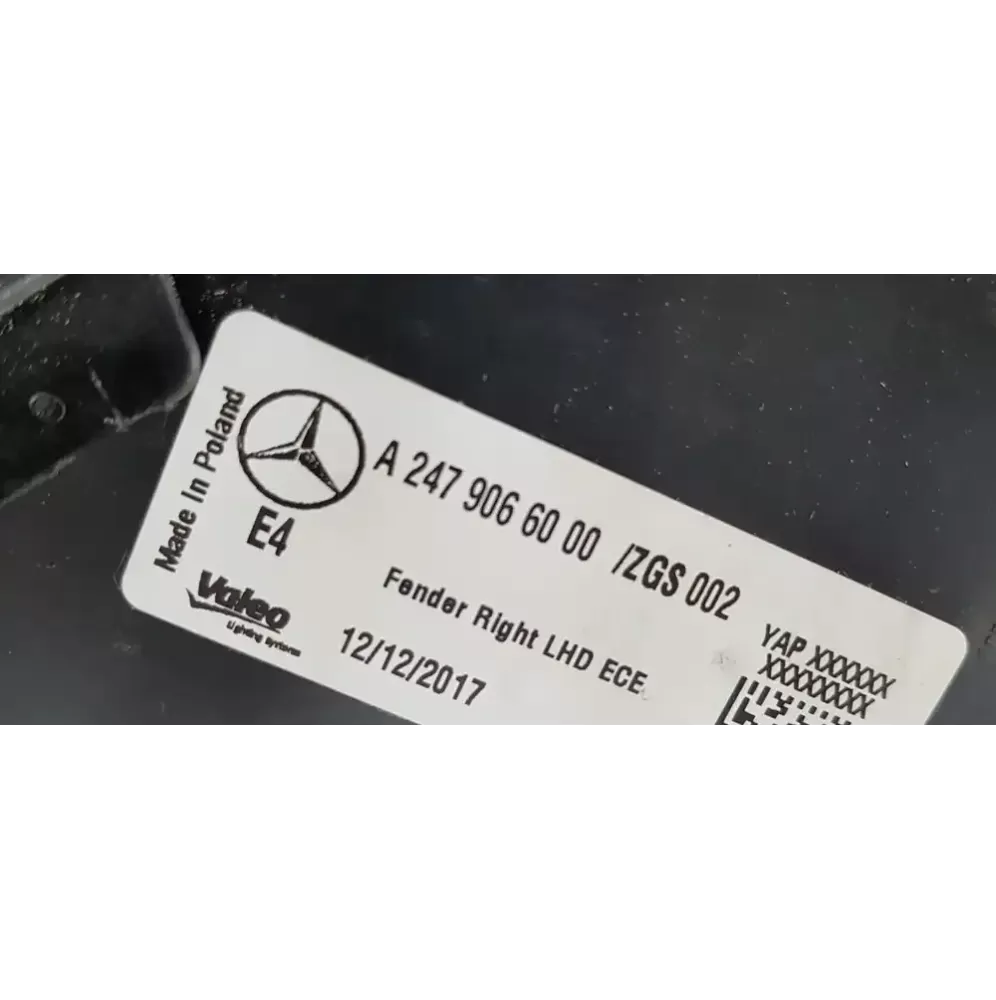 Made In Poland
A 247 906 60 00 /ZGS 002
E4
Fender Right LHD ECE
Valeo
Lighting Systems
12/12/2017
YAP XXXXXX
XXXXXXXX